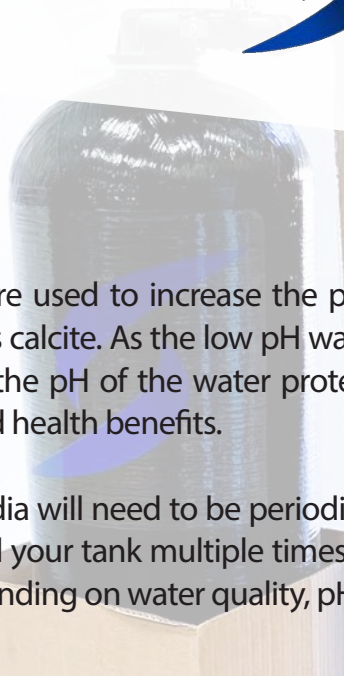 re used to increase the p
s calcite. As the low pH wa
the pH of the water prote
d health benefits.
dia will need to be periodi
d your tank multiple times
nding on water quality, pH